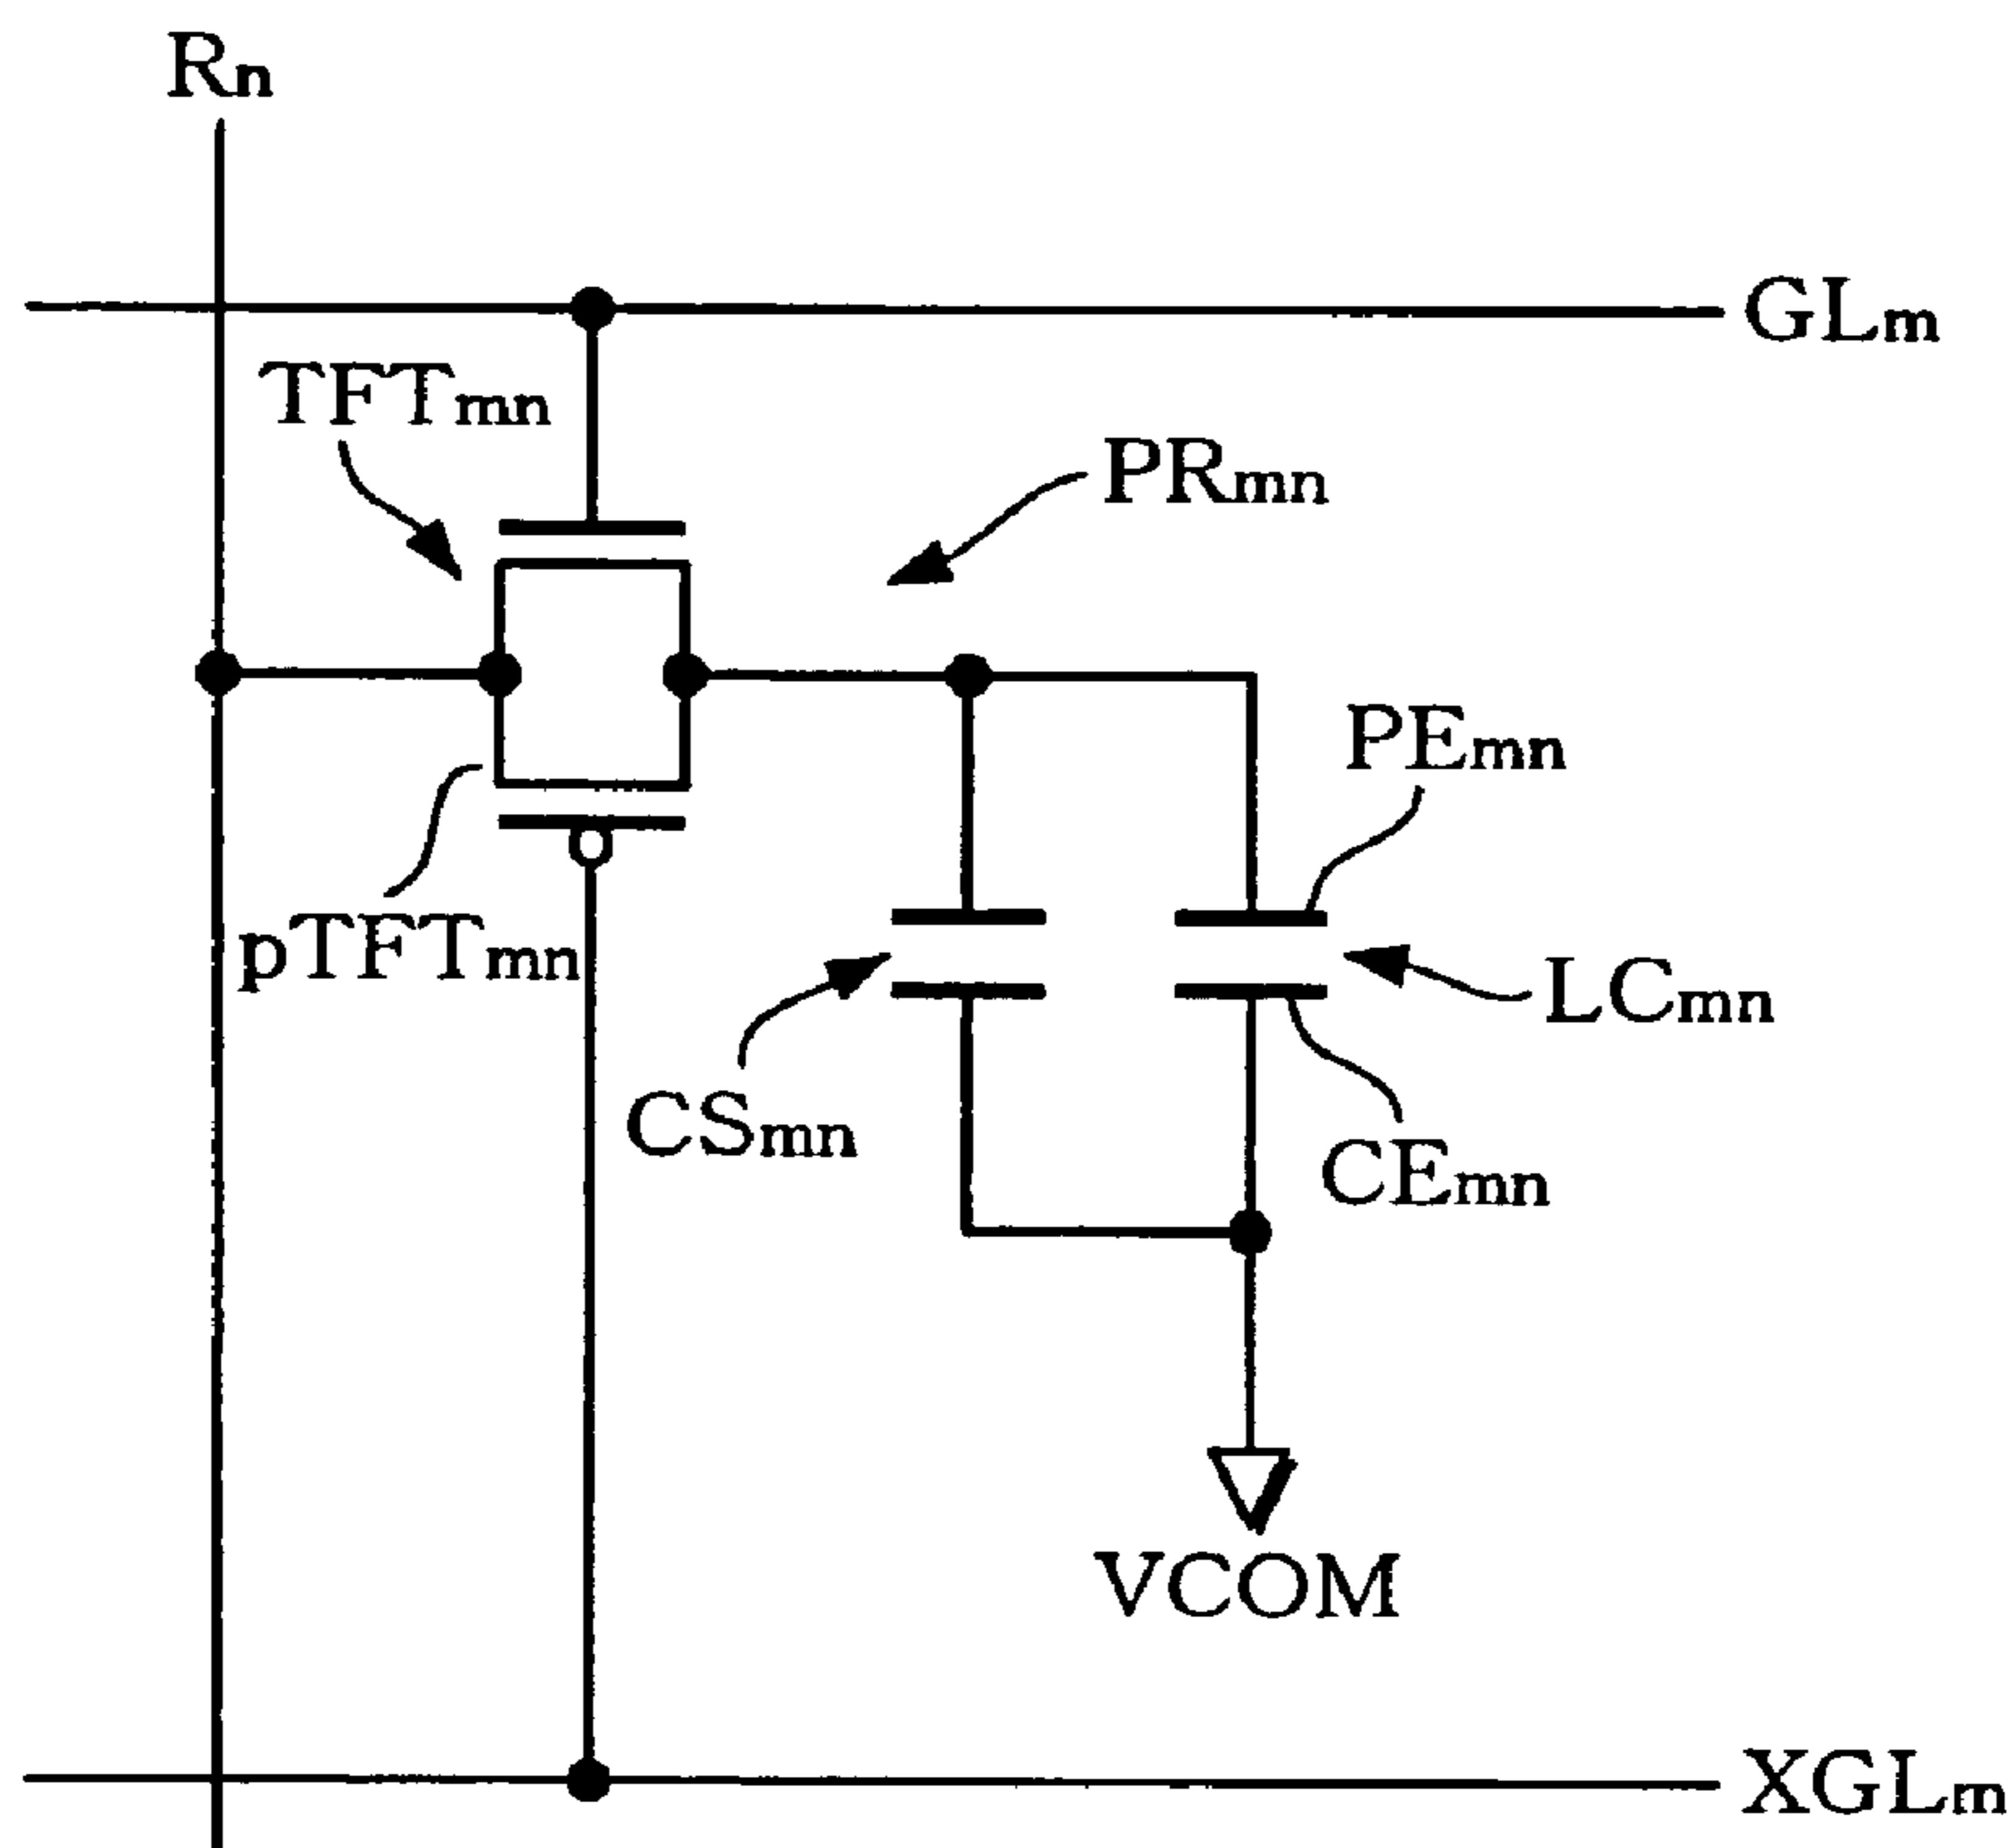 Rn
GLm
TFTmn
PRmn
PEmn
pTFTmn
LCmn
CSmn
CEmn
VCOM
XGLm